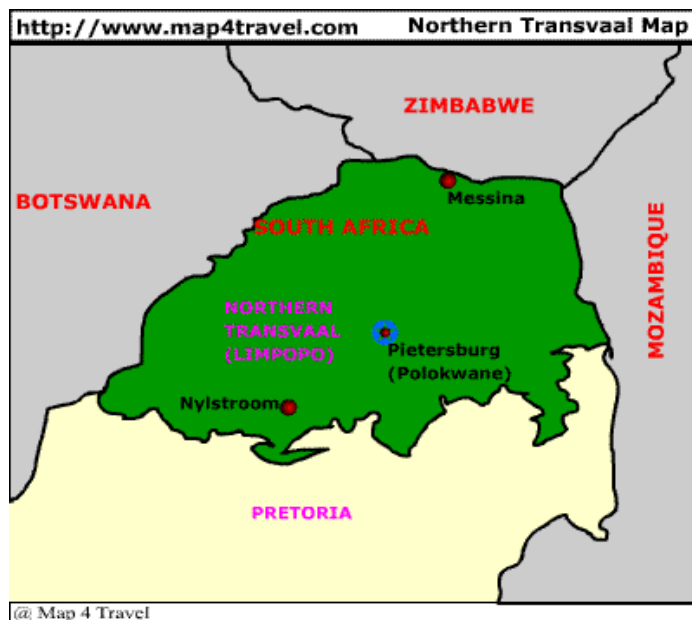 http://www.map4travel.com Northern Transvaal Map
ZIMBABWE
BOTSWANA
Messina
SOUTH AFRICA
MOZAMBIQUE
NORTHERN
TRANSVAAL
(LIMPOPO)
Pietersburg
(Polokwane)
Nylstroom
PRETORIA
@ Map 4 Travel